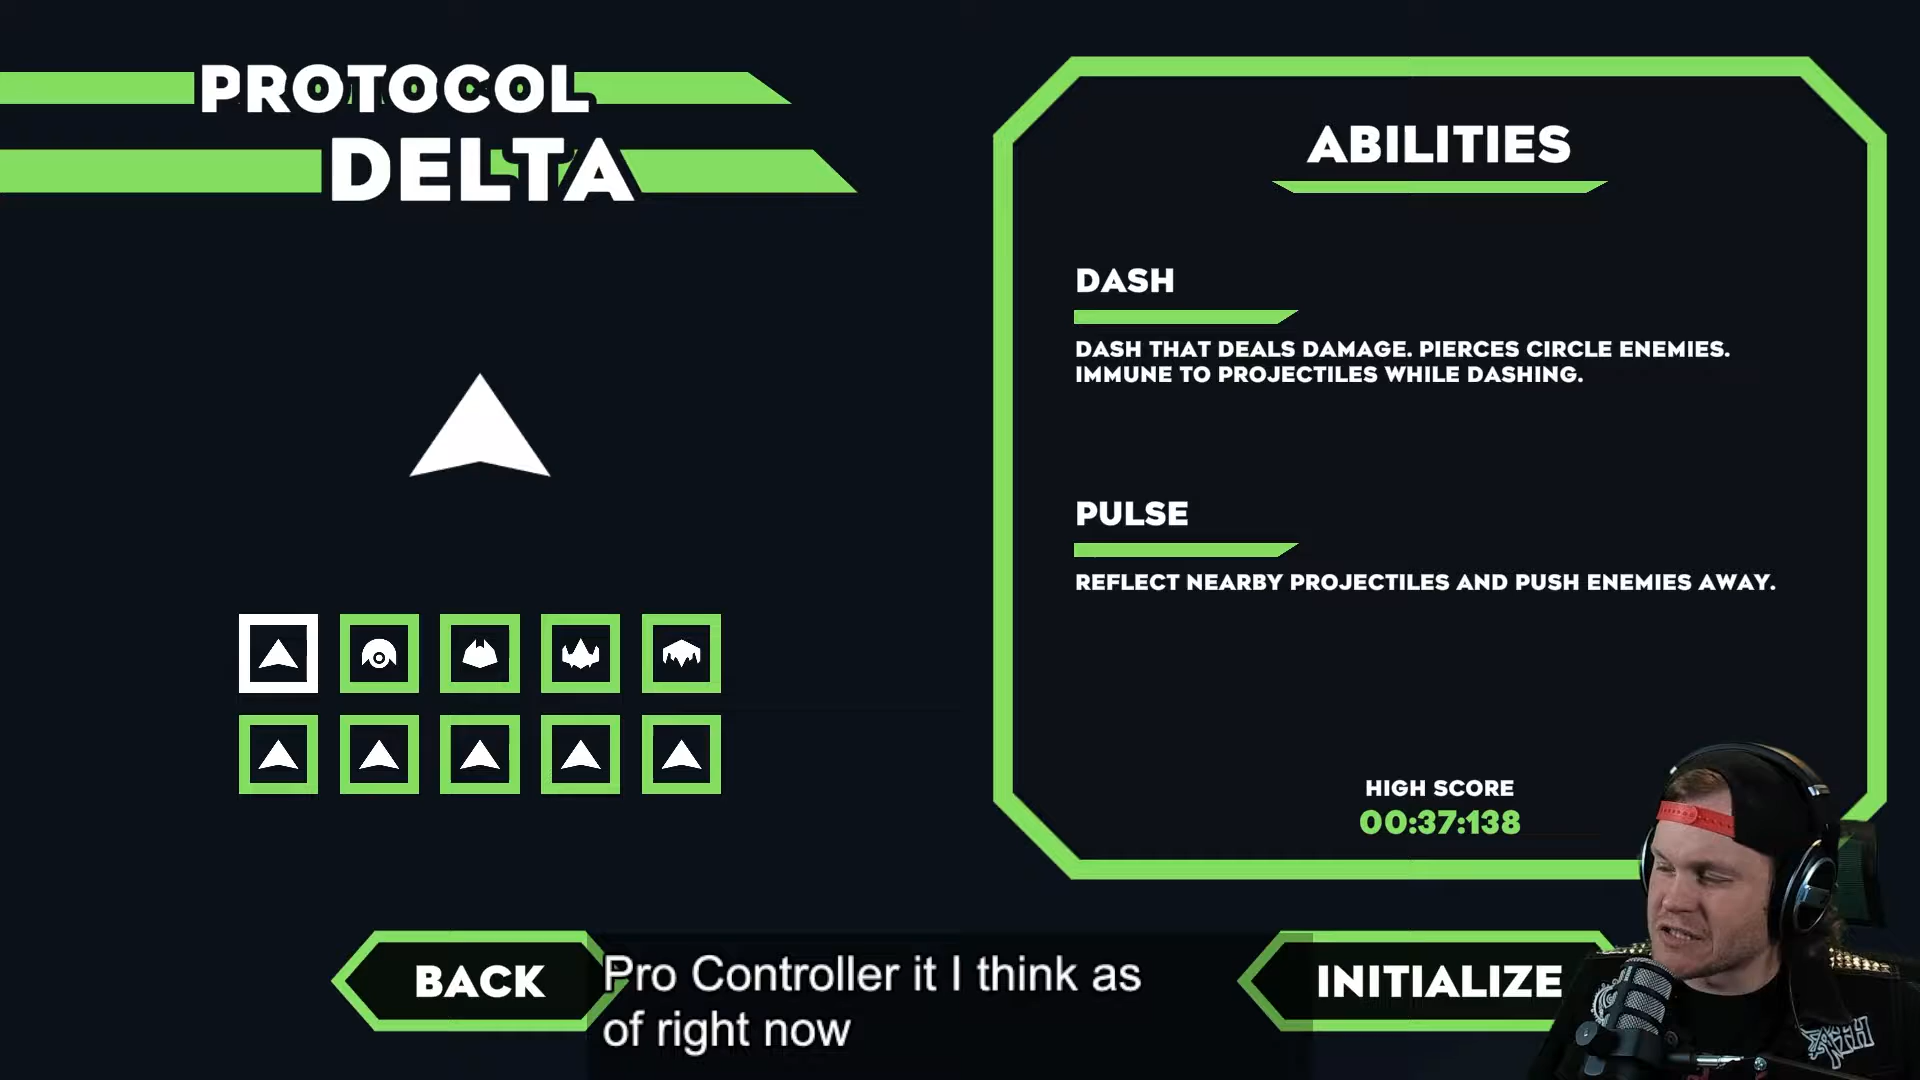 PROTOCOL
DELTA
ABILITIES
DASH
DASH THAT DEALS DAMAGE. PIERCES CIRCLE ENEMIES.
IMMUNE TO PROJECTILES WHILE DASHING.
PULSE
REFLECT NEARBY PROJECTILES AND PUSH ENEMIES AWAY.
HIGH SCORE
00:37:138
BACK
INITIALIZE
Pro Controller it I think as
of right now